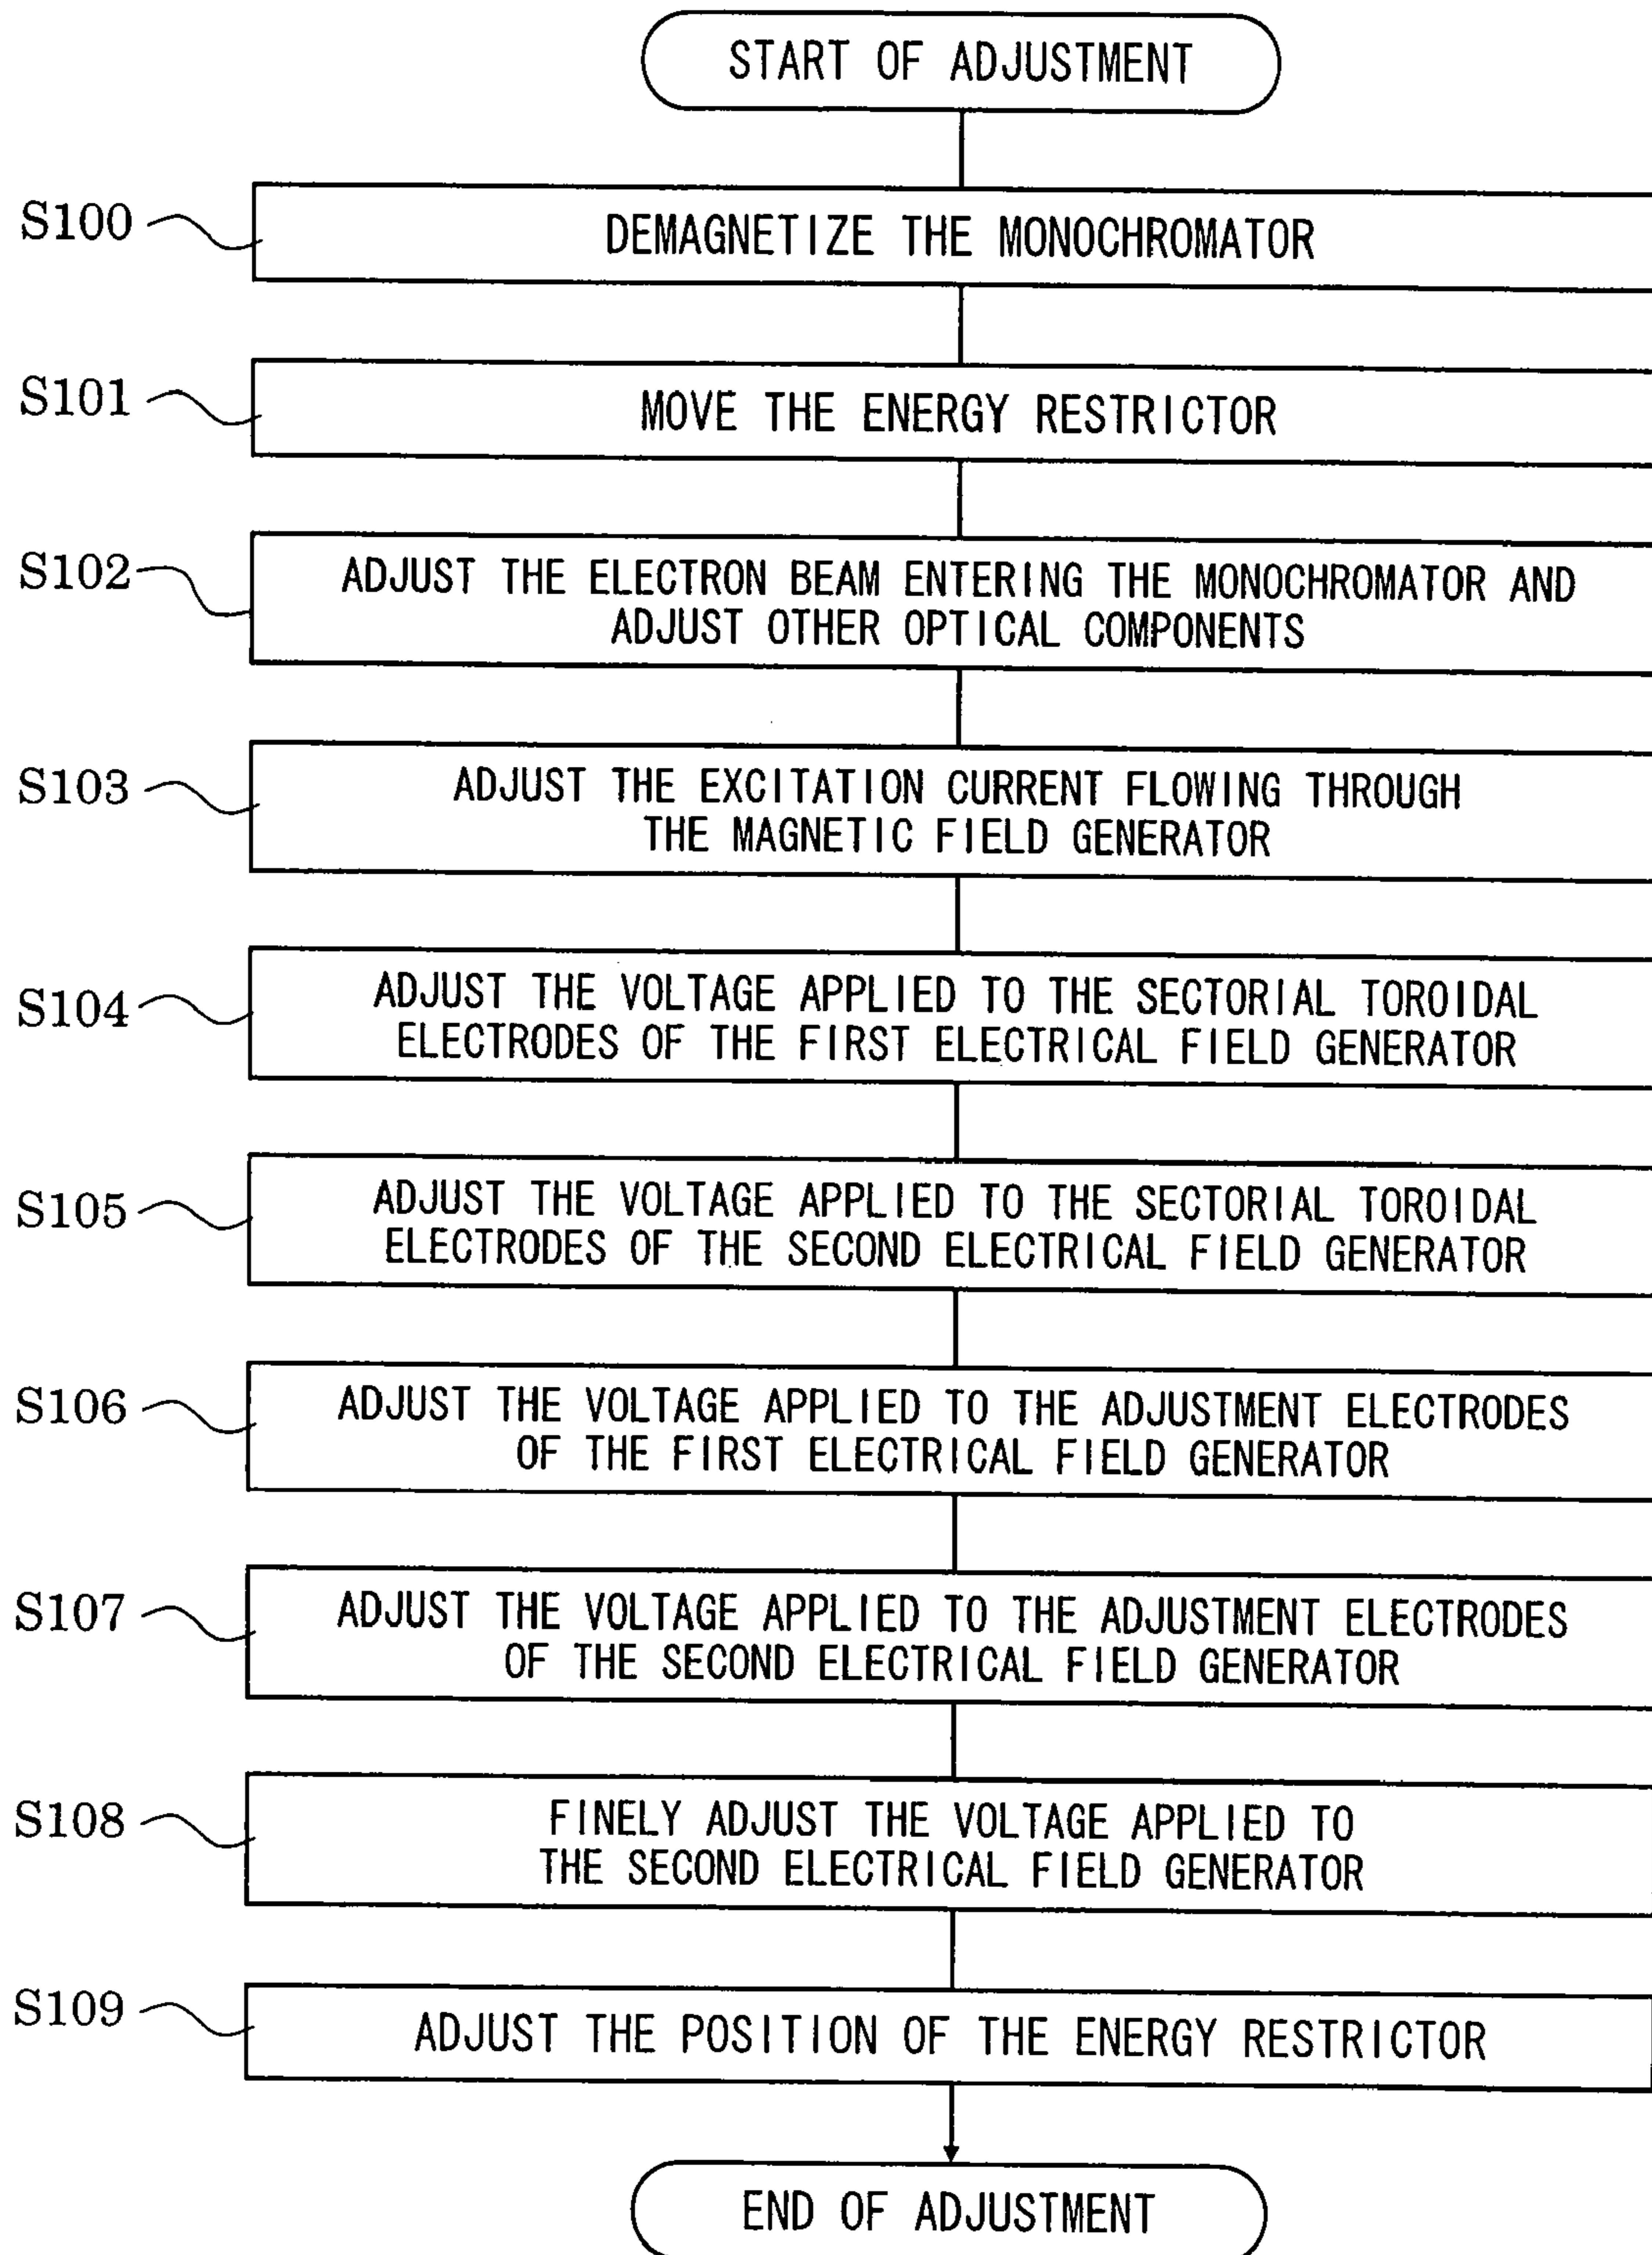 START OF ADJUSTMENT
S100
DEMAGNETIZE THE MONOCHROMATOR
S101
MOVE THE ENERGY RESTRICTOR
S102
ADJUST THE ELECTRON BEAM ENTERING THE MONOCHROMATOR AND
ADJUST OTHER OPTICAL COMPONENTS
S103
ADJUST THE EXCITATION CURRENT FLOWING THROUGH
THE MAGNETIC FIELD GENERATOR
S104
ADJUST THE VOLTAGE APPLIED TO THE SECTORIAL TOROIDAL
ELECTRODES OF THE FIRST ELECTRICAL FIELD GENERATOR
S105
ADJUST THE VOLTAGE APPLIED TO THE SECTORIAL TOROIDAL
ELECTRODES OF THE SECOND ELECTRICAL FIELD GENERATOR
S106
ADJUST THE VOLTAGE APPLIED TO THE ADJUSTMENT ELECTRODES
OF THE FIRST ELECTRICAL FIELD GENERATOR
S107
ADJUST THE VOLTAGE APPLIED TO THE ADJUSTMENT ELECTRODES
OF THE SECOND ELECTRICAL FIELD GENERATOR
S108
FINELY ADJUST THE VOLTAGE APPLIED TO
THE SECOND ELECTRICAL FIELD GENERATOR
S109
ADJUST THE POSITION OF THE ENERGY RESTRICTOR
END OF ADJUSTMENT